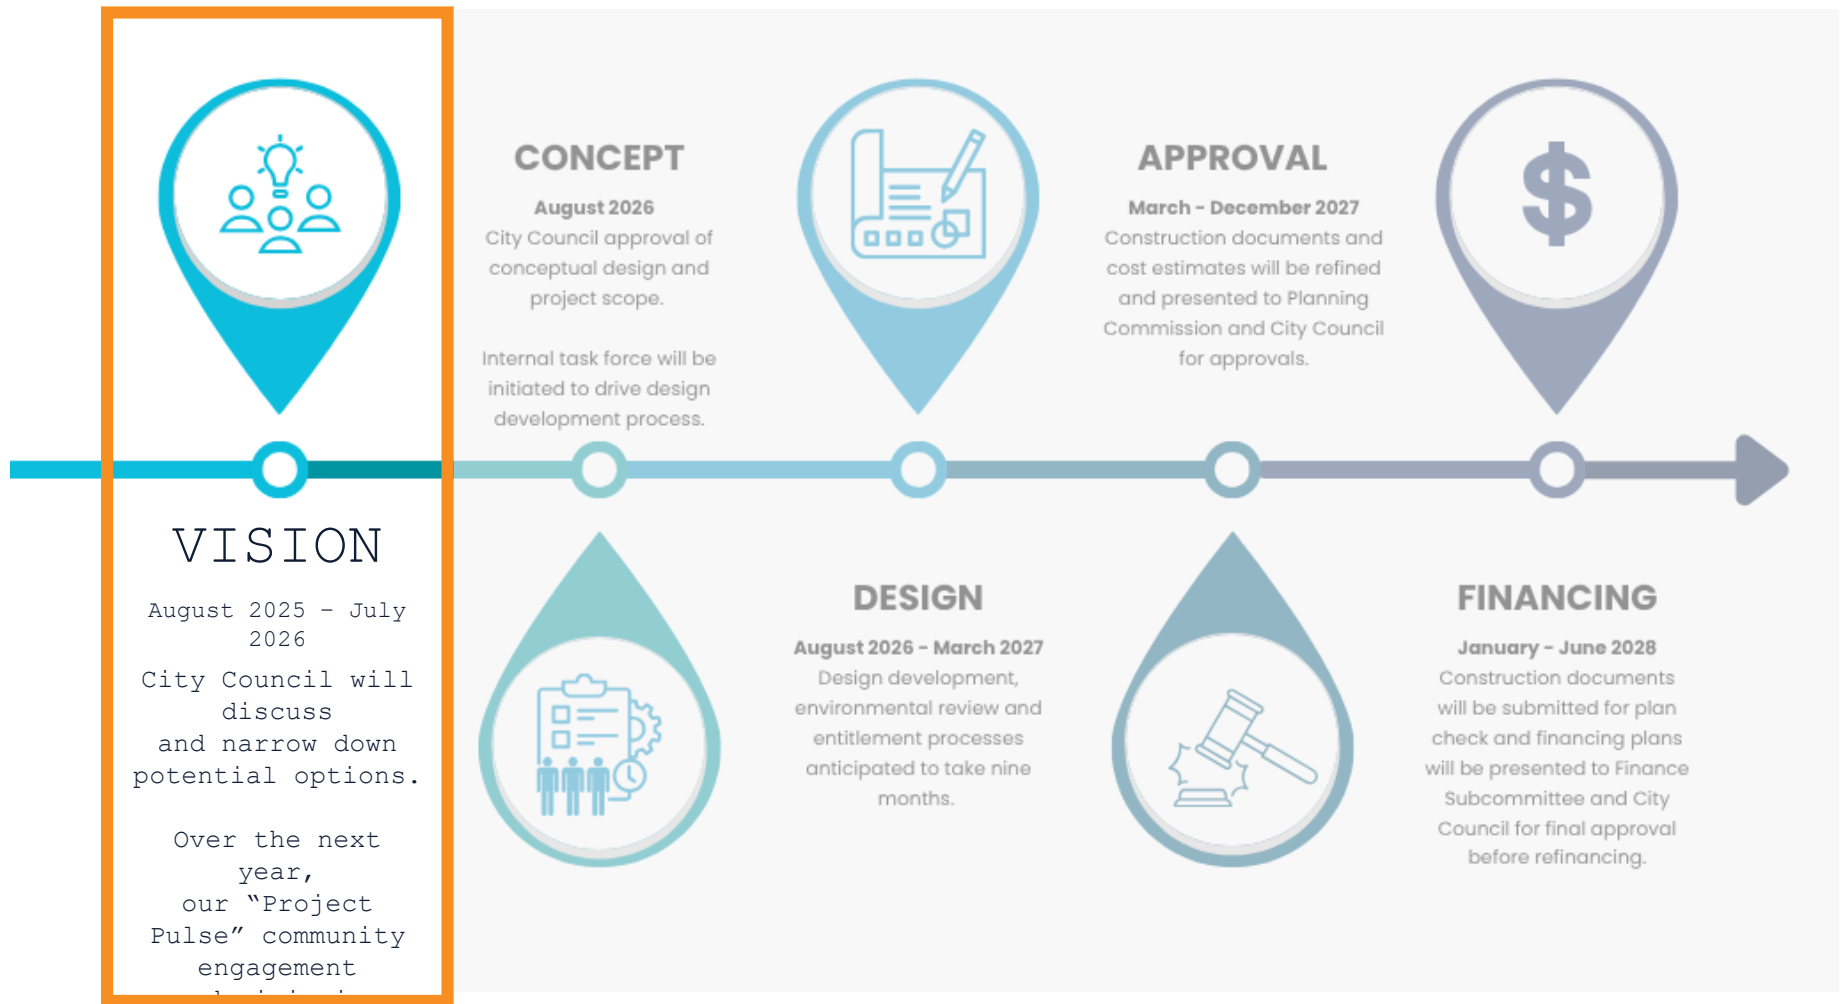 VISION
August 2025 – July
2026
City Council will
discuss
and narrow down
potential options.
Over the next
year,
our “Project
Pulse” community
engagement
CONCEPT
August 2026
City Council approval of
conceptual design and
project scope.
Internal task force will be
initiated to drive design
development process.
DESIGN
August 2026 - March 2027
Design development,
environmental review and
entitlement processes
anticipated to take nine
months.
APPROVAL
March - December 2027
Construction documents and
cost estimates will be refined
and presented to Planning
Commission and City Council
for approvals.
$
FINANCING
January - June 2028
Construction documents
will be submitted for plan
check and financing plans
will be presented to Finance
Subcommittee and City
Council for final approval
before refinancing.